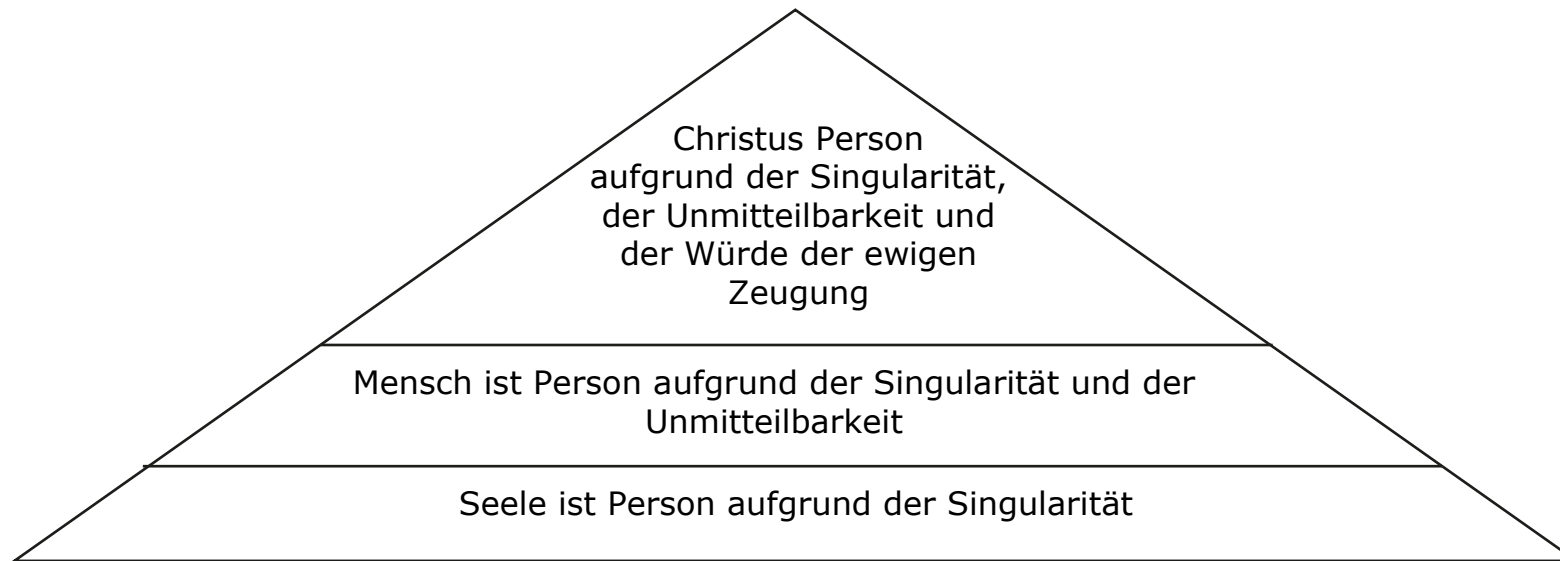 Christus Person
aufgrund der Singularität,
der Unmitteilbarkeit und
der Würde der ewigen
Zeugung
Mensch ist Person aufgrund der Singularität und der
Unmitteilbarkeit
Seele ist Person aufgrund der Singularität